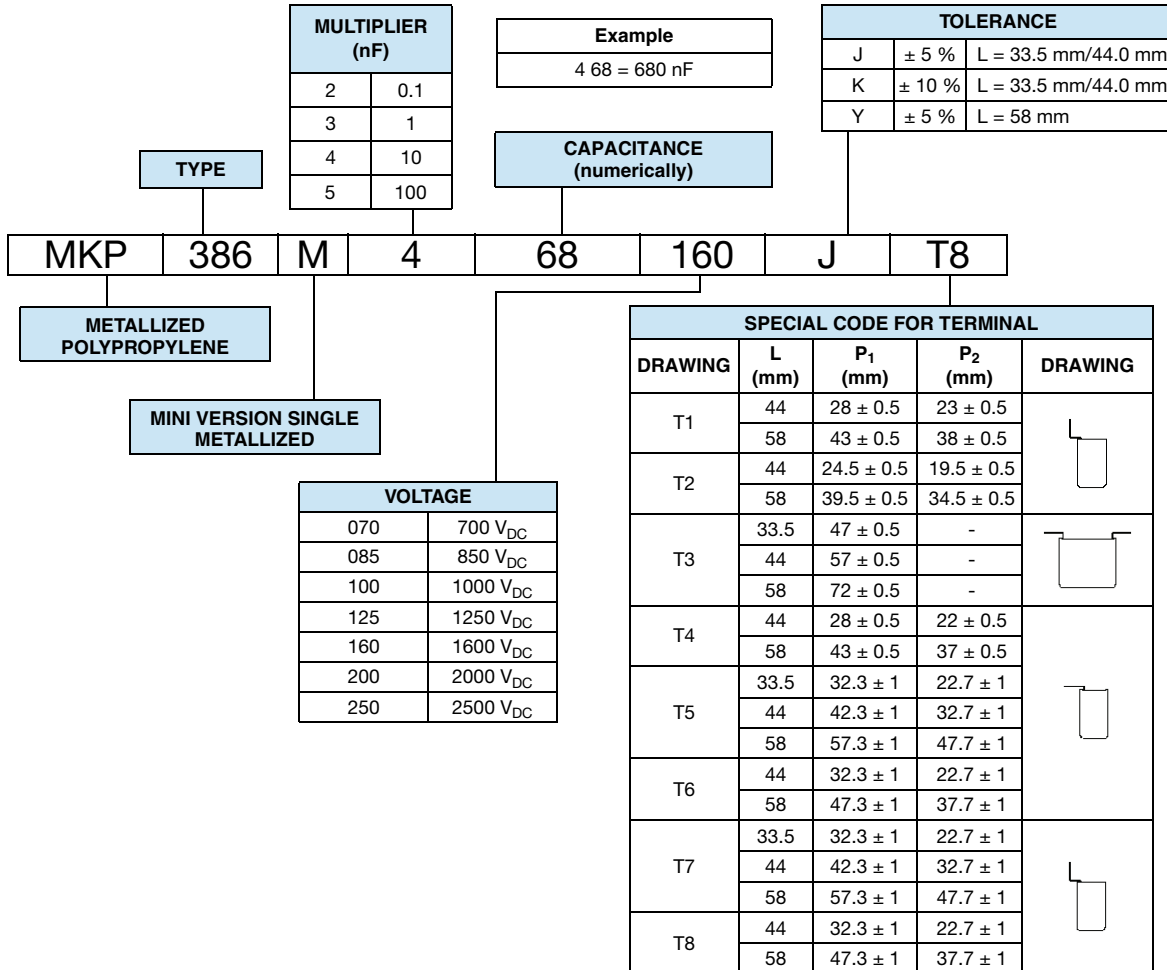 MULTIPLIER
(nF)
2 0.1
3 1
4 10
5 100
Example
4 68 = 680 nF
TOLERANCE
J ± 5 % L = 33.5 mm/44.0 mm
K ± 10 % L = 33.5 mm/44.0 mm
Y ± 5 % L = 58 mm
TYPE
CAPACITANCE
(numerically)
MKP 386 M 4 68 160 J T8
METALLIZED
POLYPROPYLENE
MINI VERSION SINGLE
METALLIZED
VOLTAGE
070 700 VDC
085 850 VDC
100 1000 VDC
125 1250 VDC
160 1600 VDC
200 2000 VDC
250 2500 VDC
SPECIAL CODE FOR TERMINAL
DRAWING L (mm) P1 (mm) P2 (mm) DRAWING
T1 44 28 ± 0.5 23 ± 0.5
58 43 ± 0.5 38 ± 0.5
T2 44 24.5 ± 0.5 19.5 ± 0.5
58 39.5 ± 0.5 34.5 ± 0.5
T3 33.5 47 ± 0.5 -
44 57 ± 0.5 -
58 72 ± 0.5 -
T4 44 28 ± 0.5 22 ± 0.5
58 43 ± 0.5 37 ± 0.5
T5 33.5 32.3 ± 1 22.7 ± 1
44 42.3 ± 1 32.7 ± 1
58 57.3 ± 1 47.7 ± 1
T6 44 32.3 ± 1 22.7 ± 1
58 47.3 ± 1 37.7 ± 1
T7 33.5 32.3 ± 1 22.7 ± 1
44 42.3 ± 1 32.7 ± 1
58 57.3 ± 1 47.7 ± 1
T8 44 32.3 ± 1 22.7 ± 1
58 47.3 ± 1 37.7 ± 1